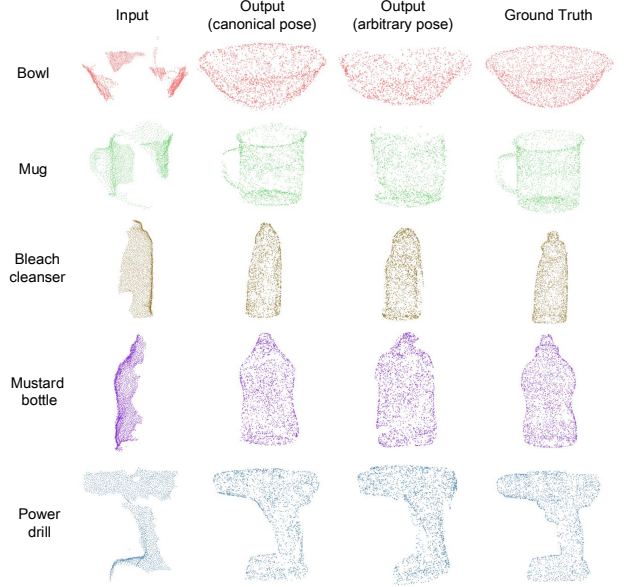 Input
Output
(canonical pose)
Output
(arbitrary pose)
Ground Truth
Bowl
Mug
Bleach
cleanser
Mustard
bottle
Power
drill